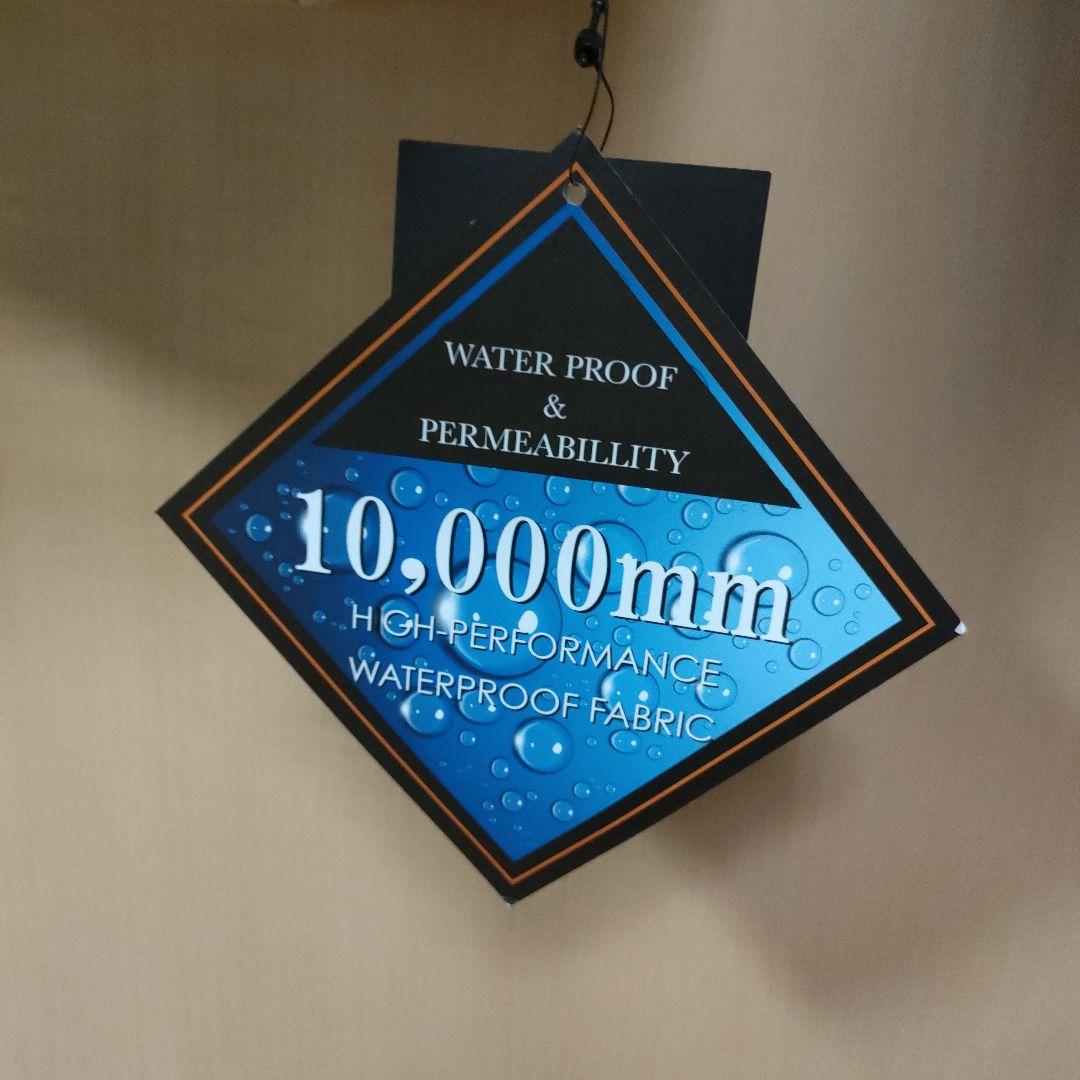 WATER PROOF
&
PERMEABILLITY
10,000mm
HIGH-PERFORMANCE
WATERPROOF FABRIC